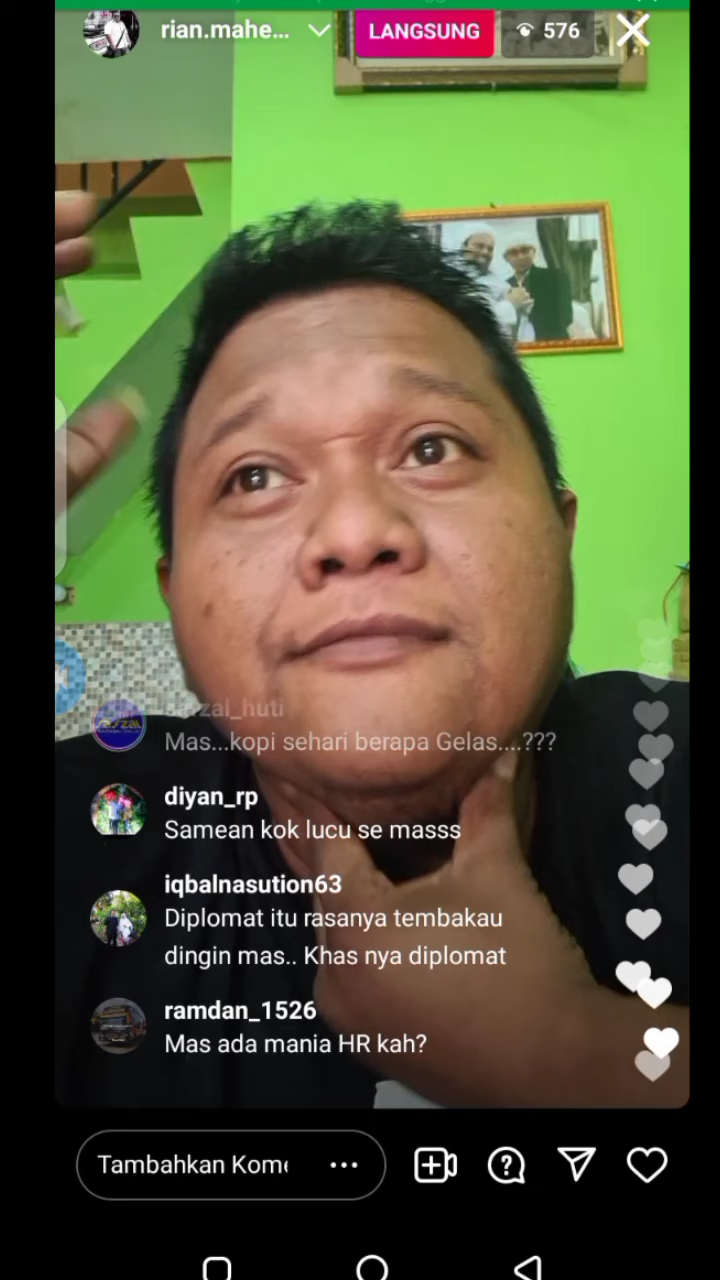 rian.mahe...
LANGSUNG
576
Mas...kopi sehari berapa Gelas....???
diyan_rp
Samean kok lucu se masss
iqbalnasution63
Diplomat itu rasanya tembakau
dingin mas.. Khas nya diplomat
ramdan_1526
Mas ada mania HR kah?
Tambahkan Kome